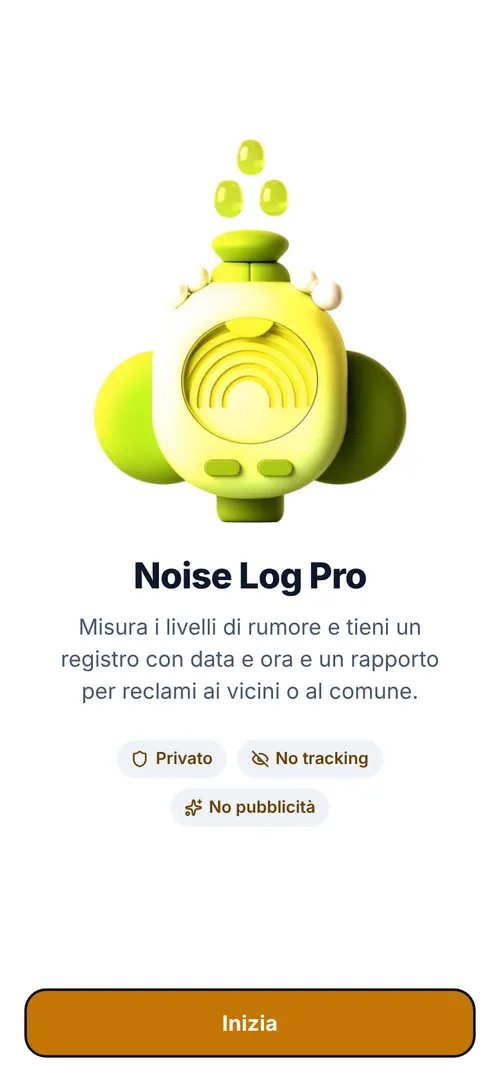 Noise Log Pro
Misura i livelli di rumore e tieni un
registro con data e ora e un rapporto
per reclami ai vicini o al comune.
Privato
No tracking
No pubblicità
Inizia